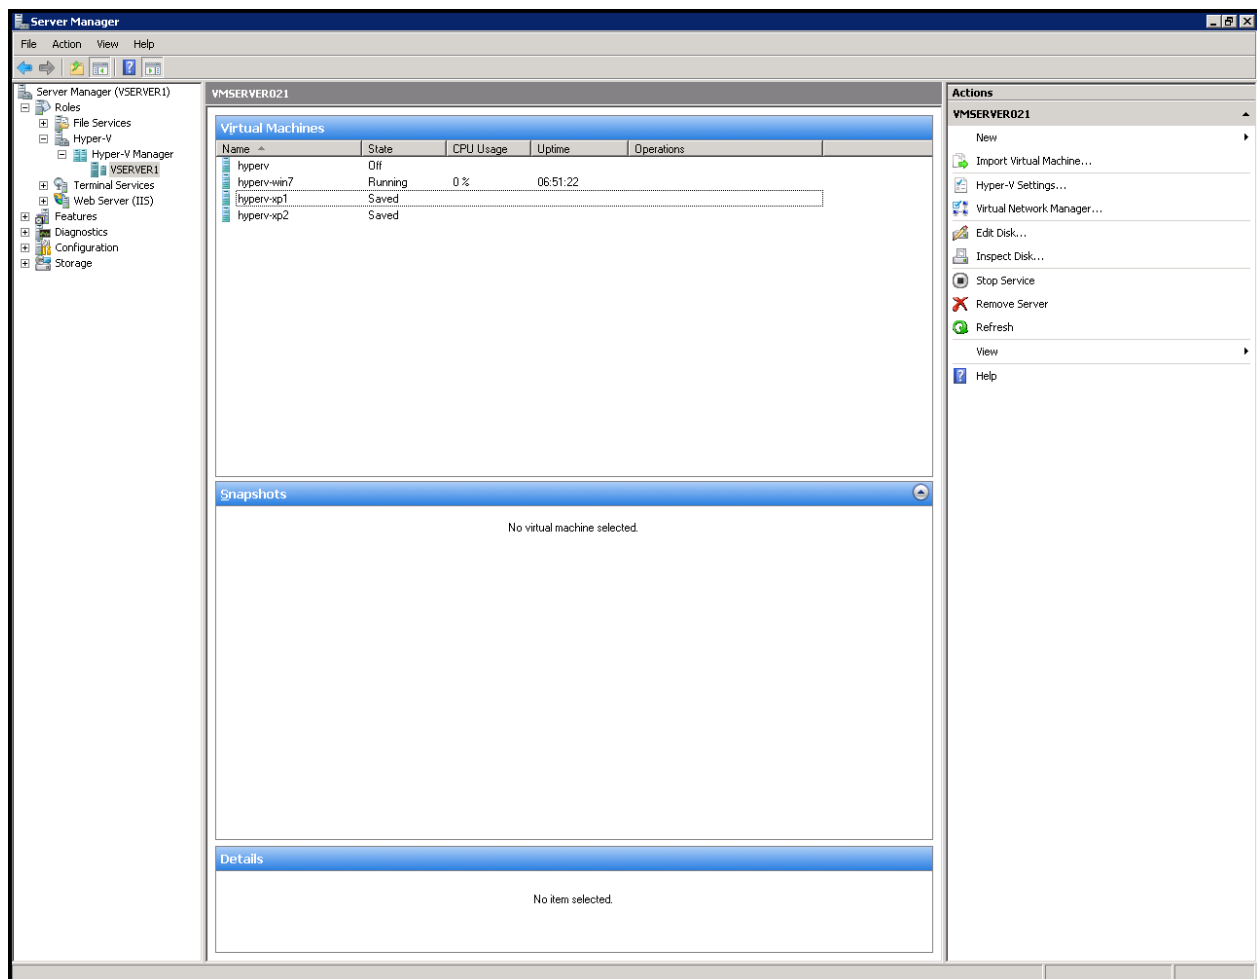 Server Manager
File Action View Help
Server Manager (VSERVER1)
Roles
File Services
Hyper-V
Hyper-V Manager
VSERVER1
Terminal Services
Web Server (IIS)
Features
Diagnostics
Configuration
Storage
VMSERVER021
Virtual Machines
Name State CPU Usage Uptime Operations
hyperv Off
hyperv-win7 Running 0 % 06:51:22
hyperv-xp1 Saved
hyperv-xp2 Saved
Snapshots
No virtual machine selected.
Details
No item selected.
Actions
VMSERVER021
New
Import Virtual Machine...
Hyper-V Settings...
Virtual Network Manager...
Edit Disk...
Inspect Disk...
Stop Service
Remove Server
Refresh
View
Help